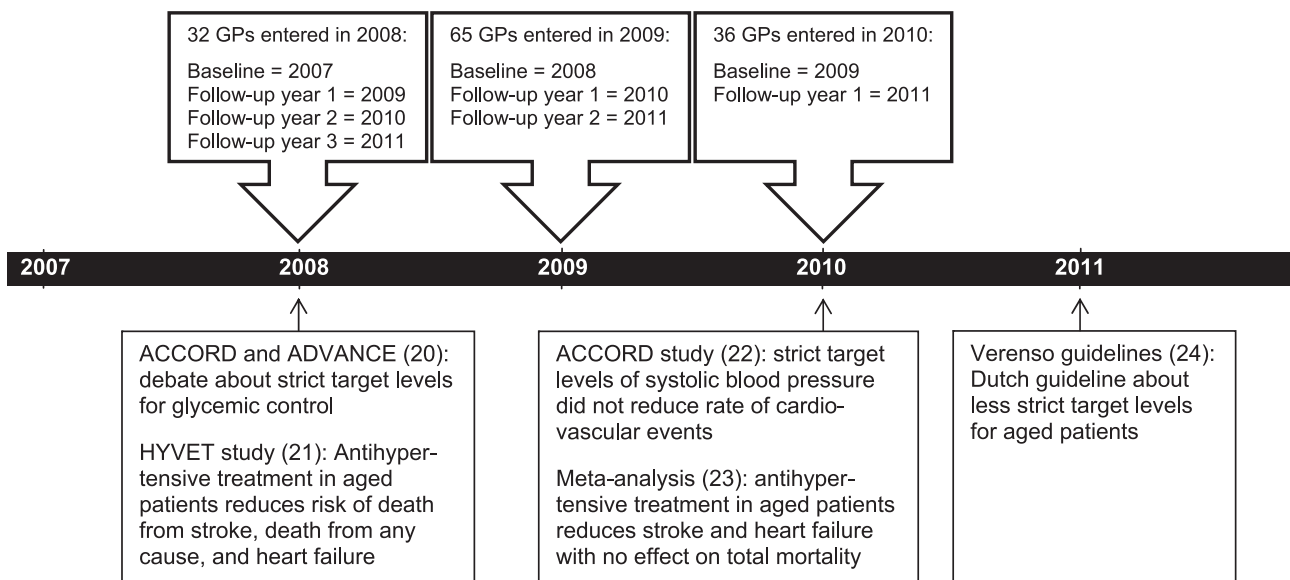 32 GPs entered in 2008:
Baseline = 2007
Follow-up year 1 = 2009
Follow-up year 2 = 2010
Follow-up year 3 = 2011
65 GPs entered in 2009:
Baseline = 2008
Follow-up year 1 = 2010
Follow-up year 2 = 2011
36 GPs entered in 2010:
Baseline = 2009
Follow-up year 1 = 2011
2007 2008 2009 2010 2011
ACCORD and ADVANCE (20):
debate about strict target levels
for glycemic control
HYVET study (21): Antihyper-
tensive treatment in aged
patients reduces risk of death
from stroke, death from any
cause, and heart failure
ACCORD study (22): strict target
levels of systolic blood pressure
did not reduce rate of cardio-
vascular events
Meta-analysis (23): antihyper-
tensive treatment in aged patients
reduces stroke and heart failure
with no effect on total mortality
Verenso guidelines (24):
Dutch guideline about
less strict target levels
for aged patients